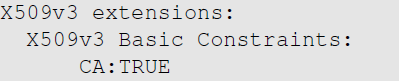 X509v3 extensions:
  X509v3 Basic Constraints:
      CA:TRUE